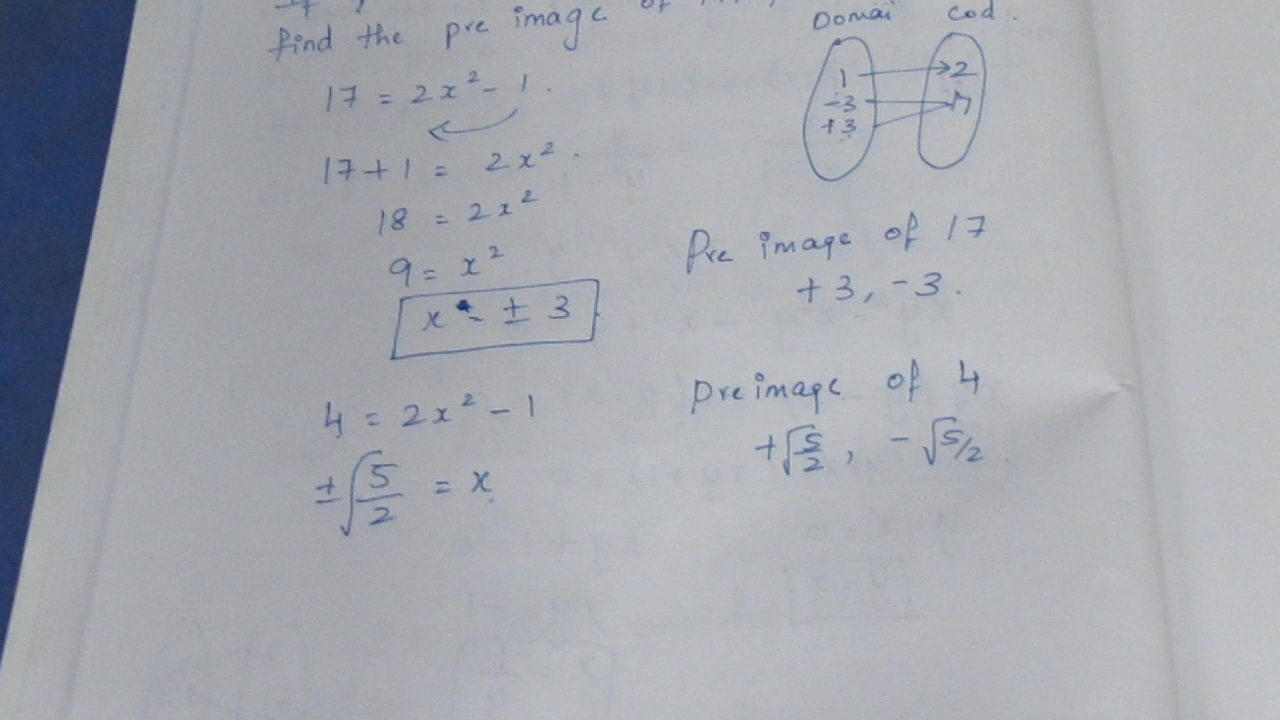 find the pre image of
17 = 2x² - 1.
17 + 1 = 2x².
18 = 2x²
9 = x²
x = ± 3
4 = 2x² - 1
±√5/2 = x
Domai cod.
1 2
-3 17
+3
Pre image of 17
+3, -3.
preimage of 4
+√5/2, -√5/2